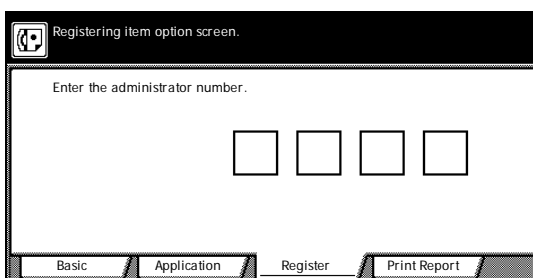 Registering item option screen.
Enter the administrator number.
Basic
Application
Register
Print Report